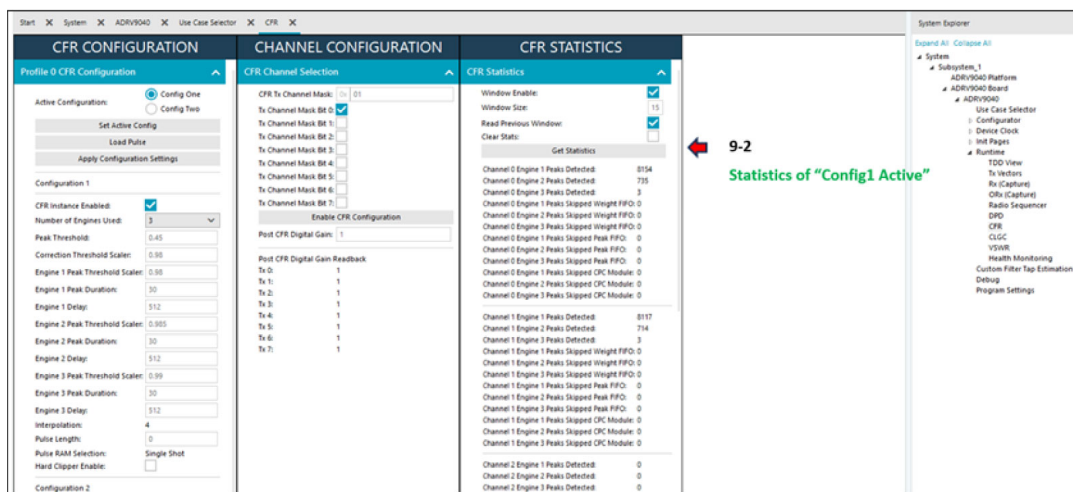 Start X System X ADRV9040 X Use Case Selector X CFR X
CFR CONFIGURATION
Profile 0 CFR Configuration
Active Configuration:
Config One
Config Two
Set Active Config
Load Pulse
Apply Configuration Settings
Configuration 1
CFR Instance Enabled:
Number of Engines Used: 3
Peak Threshold: 0.45
Correction Threshold Scaler: 0.98
Engine 1 Peak Threshold Scaler: 0.98
Engine 1 Peak Duration: 30
Engine 1 Delay: 512
Engine 2 Peak Threshold Scaler: 0.985
Engine 2 Peak Duration: 30
Engine 2 Delay: 512
Engine 3 Peak Threshold Scaler: 0.99
Engine 3 Peak Duration: 30
Engine 3 Delay: 512
Interpolation: 4
Pulse Length: 0
Pulse RAM Selection: Single Shot
Hard Clipper Enable:
Configuration 2
CHANNEL CONFIGURATION
CFR Channel Selection
CFR Tx Channel Mask: 0x 01
Tx Channel Mask Bit 0:
Tx Channel Mask Bit 1:
Tx Channel Mask Bit 2:
Tx Channel Mask Bit 3:
Tx Channel Mask Bit 4:
Tx Channel Mask Bit 5:
Tx Channel Mask Bit 6:
Tx Channel Mask Bit 7:
Enable CFR Configuration
Post CFR Digital Gain: 1
Post CFR Digital Gain Readback
Tx 0: 1
Tx 1: 1
Tx 2: 1
Tx 3: 1
Tx 4: 1
Tx 5: 1
Tx 6: 1
Tx 7: 1
CFR STATISTICS
CFR Statistics
Window Enable:
Window Size: 15
Read Previous Window:
Clear Stats:
Get Statistics
Channel 0 Engine 1 Peaks Detected: 8154
Channel 0 Engine 2 Peaks Detected: 735
Channel 0 Engine 3 Peaks Detected: 3
Channel 0 Engine 1 Peaks Skipped Weight FIFO: 0
Channel 0 Engine 2 Peaks Skipped Weight FIFO: 0
Channel 0 Engine 3 Peaks Skipped Weight FIFO: 0
Channel 0 Engine 1 Peaks Skipped Peak FIFO: 0
Channel 0 Engine 2 Peaks Skipped Peak FIFO: 0
Channel 0 Engine 3 Peaks Skipped Peak FIFO: 0
Channel 0 Engine 1 Peaks Skipped CPC Module: 0
Channel 0 Engine 2 Peaks Skipped CPC Module: 0
Channel 0 Engine 3 Peaks Skipped CPC Module: 0
Channel 1 Engine 1 Peaks Detected: 8117
Channel 1 Engine 2 Peaks Detected: 714
Channel 1 Engine 3 Peaks Detected: 3
Channel 1 Engine 1 Peaks Skipped Weight FIFO: 0
Channel 1 Engine 2 Peaks Skipped Weight FIFO: 0
Channel 1 Engine 3 Peaks Skipped Weight FIFO: 0
Channel 1 Engine 1 Peaks Skipped Peak FIFO: 0
Channel 1 Engine 2 Peaks Skipped Peak FIFO: 0
Channel 1 Engine 3 Peaks Skipped Peak FIFO: 0
Channel 1 Engine 1 Peaks Skipped CPC Module: 0
Channel 1 Engine 2 Peaks Skipped CPC Module: 0
Channel 1 Engine 3 Peaks Skipped CPC Module: 0
Channel 2 Engine 1 Peaks Detected: 0
Channel 2 Engine 2 Peaks Detected: 0
Channel 2 Engine 3 Peaks Detected: 0
9-2
Statistics of “Config1 Active”
System Explorer
Expand All Collapse All
System
Subsystem_1
ADRV9040 Platform
ADRV9040 Board
ADRV9040
Use Case Selector
Configurator
Device Clock
Init Pages
Runtime
TDD View
Tx Vectors
Rx (Capture)
ORx (Capture)
Radio Sequencer
DPD
CFR
CLGC
VSWR
Health Monitoring
Custom Filter Tap Estimation
Debug
Program Settings